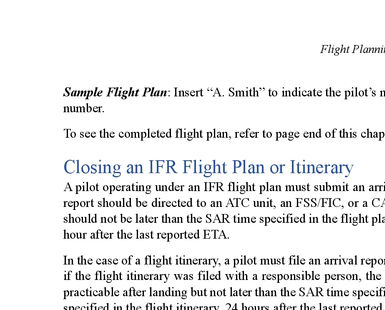 Flight Planni
Sample Flight Plan: Insert “A. Smith” to indicate the pilot’s
number.
To see the completed flight plan, refer to page end of this chap
Closing an IFR Flight Plan or Itinerary
A pilot operating under an IFR flight plan must submit an arri
report should be directed to an ATC unit, an FSS/FIC, or a CA
should not be later than the SAR time specified in the flight pla
hour after the last reported ETA.
In the case of a flight itinerary, a pilot must file an arrival repor
if the flight itinerary was filed with a responsible person, the
practicable after landing but not later than the SAR time specifi
specified in the flight itinerary, 24 hours after the last reported